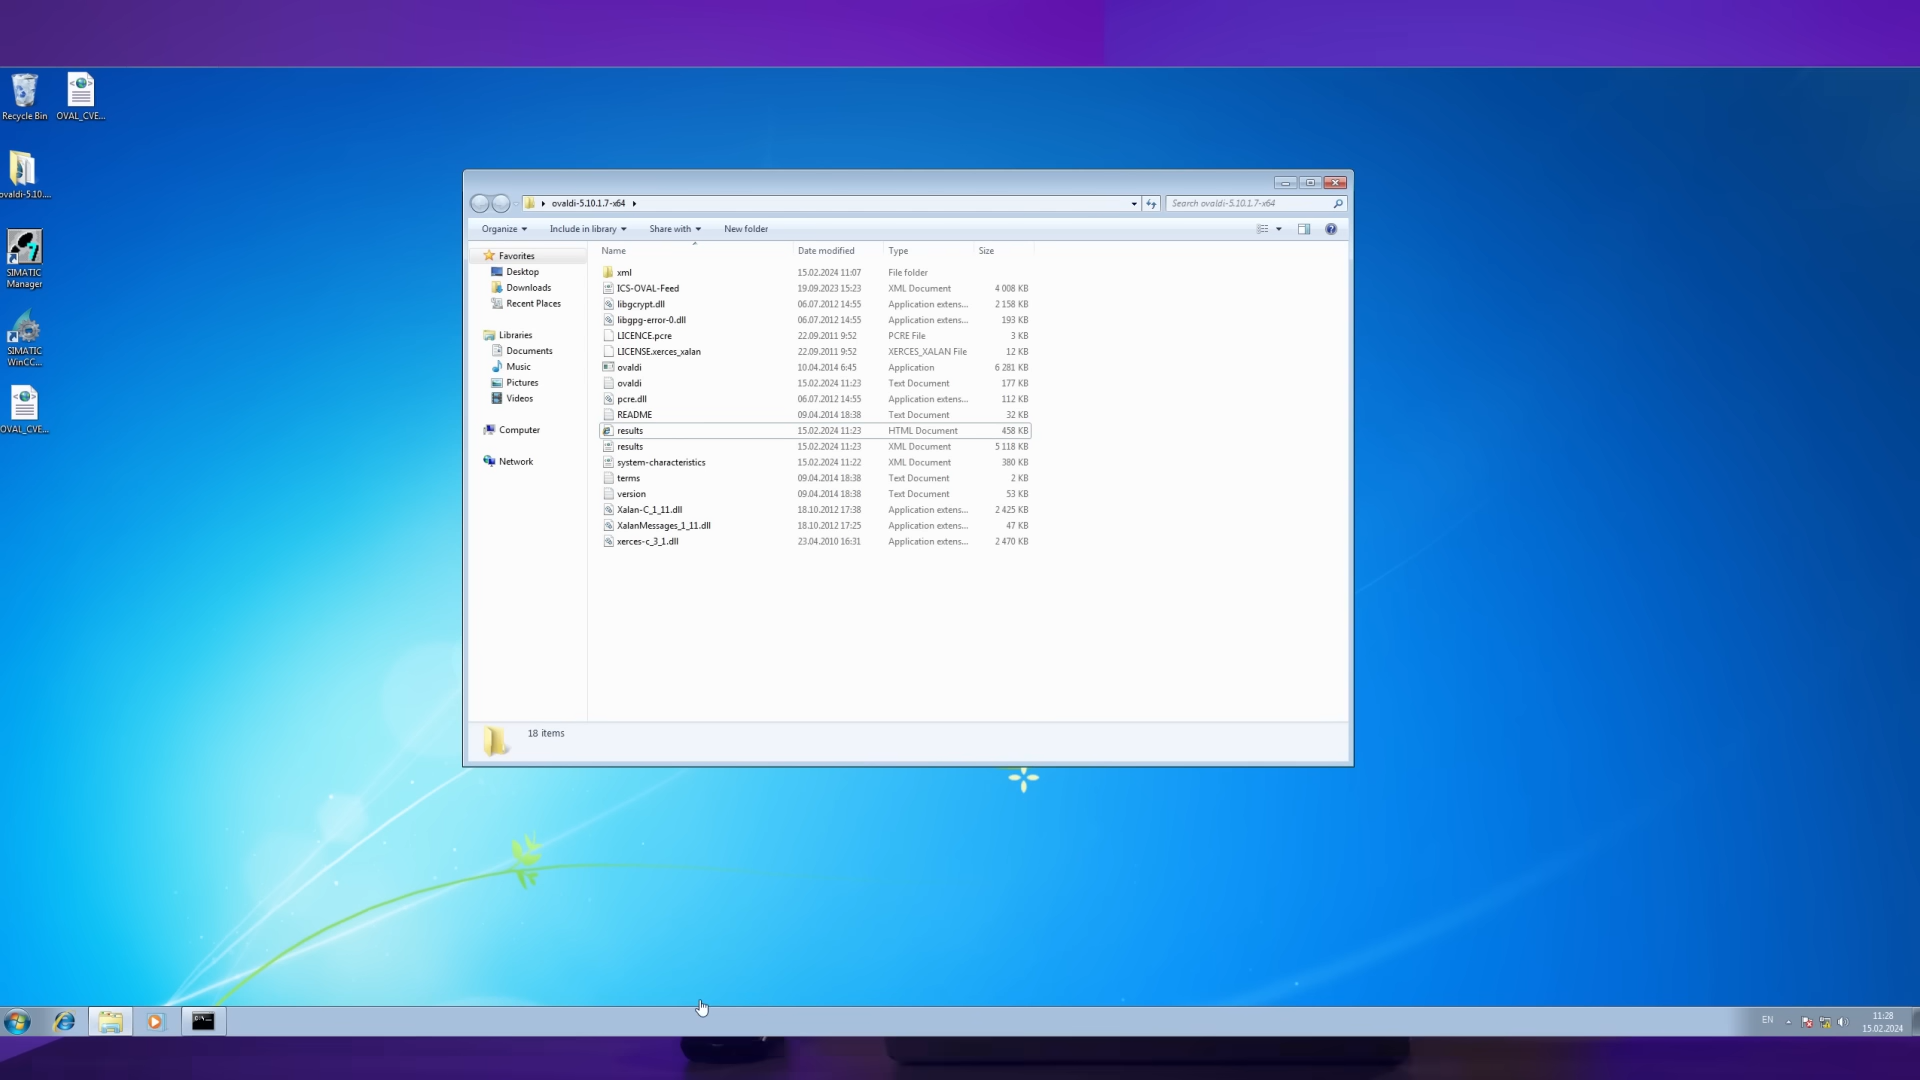 Recycle Bin
OVAL_CVE...
ovaldi-5.10....
SIMATIC
Manager
SIMATIC
WinCC...
OVAL_CVE...
ovaldi-5.10.1.7-x64
Search ovaldi-5.10.1.7-x64
Organize
Include in library
Share with
New folder
Favorites
Desktop
Downloads
Recent Places
Libraries
Documents
Music
Pictures
Videos
Computer
Network
Name Date modified Type Size
xml 15.02.2024 11:07 File folder
ICS-OVAL-Feed 19.09.2023 15:23 XML Document 4 008 KB
libgcrypt.dll 06.07.2012 14:55 Application extens... 2 158 KB
libgpg-error-0.dll 06.07.2012 14:55 Application extens... 193 KB
LICENCE.pcre 22.09.2011 9:52 PCRE File 3 KB
LICENSE.xerces_xalan 22.09.2011 9:52 XERCES_XALAN File 12 KB
ovaldi 10.04.2014 6:45 Application 6 281 KB
ovaldi 15.02.2024 11:23 Text Document 177 KB
pcre.dll 06.07.2012 14:55 Application extens... 112 KB
README 09.04.2014 18:38 Text Document 32 KB
results 15.02.2024 11:23 HTML Document 458 KB
results 15.02.2024 11:23 XML Document 5 118 KB
system-characteristics 15.02.2024 11:22 XML Document 380 KB
terms 09.04.2014 18:38 Text Document 2 KB
version 09.04.2014 18:38 Text Document 53 KB
Xalan-C_1_11.dll 18.10.2012 17:38 Application extens... 2 425 KB
XalanMessages_1_11.dll 18.10.2012 17:25 Application extens... 47 KB
xerces-c_3_1.dll 23.04.2010 16:31 Application extens... 2 470 KB
18 items
EN
11:28
15.02.2024